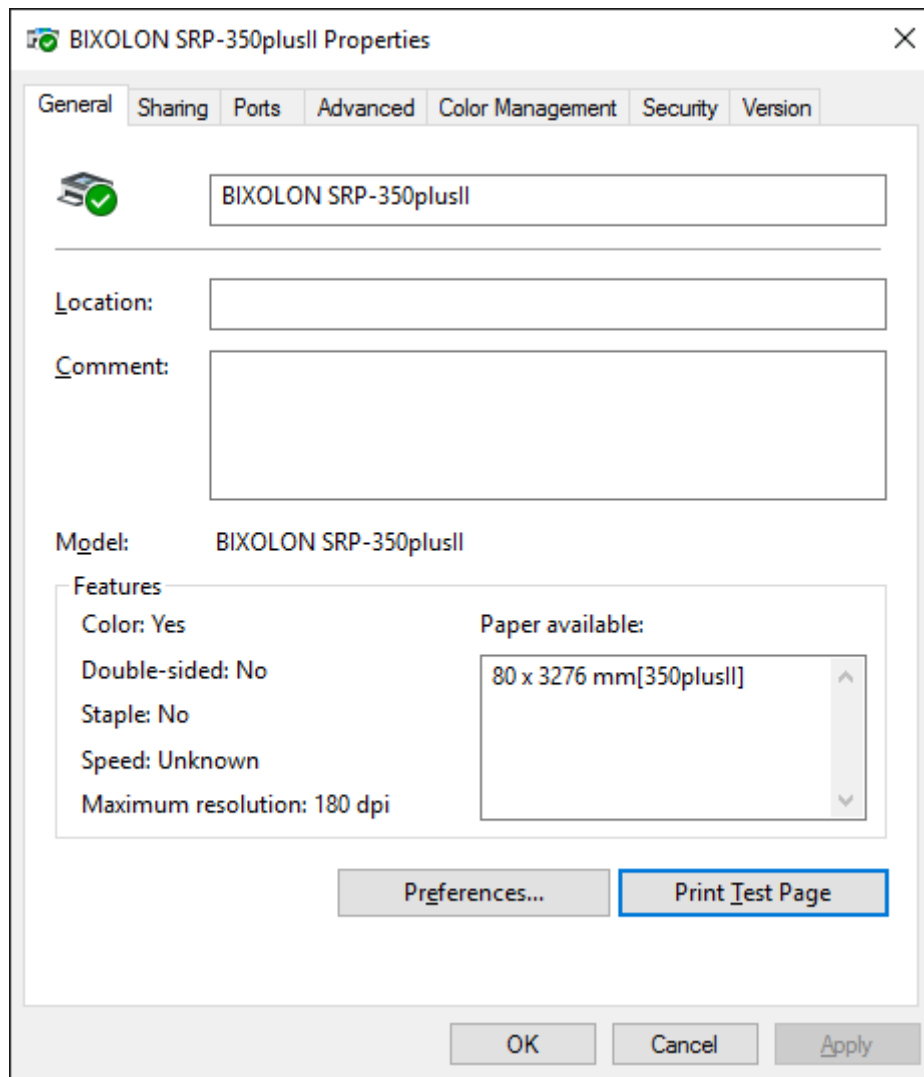 BIXOLON SRP-350plusII Properties
General Sharing Ports Advanced Color Management Security Version
BIXOLON SRP-350plusII
Location:
Comment:
Model: BIXOLON SRP-350plusII
Features
Color: Yes
Double-sided: No
Staple: No
Speed: Unknown
Maximum resolution: 180 dpi
Paper available:
80 x 3276 mm[350plusII]
Preferences... Print Test Page
OK Cancel Apply